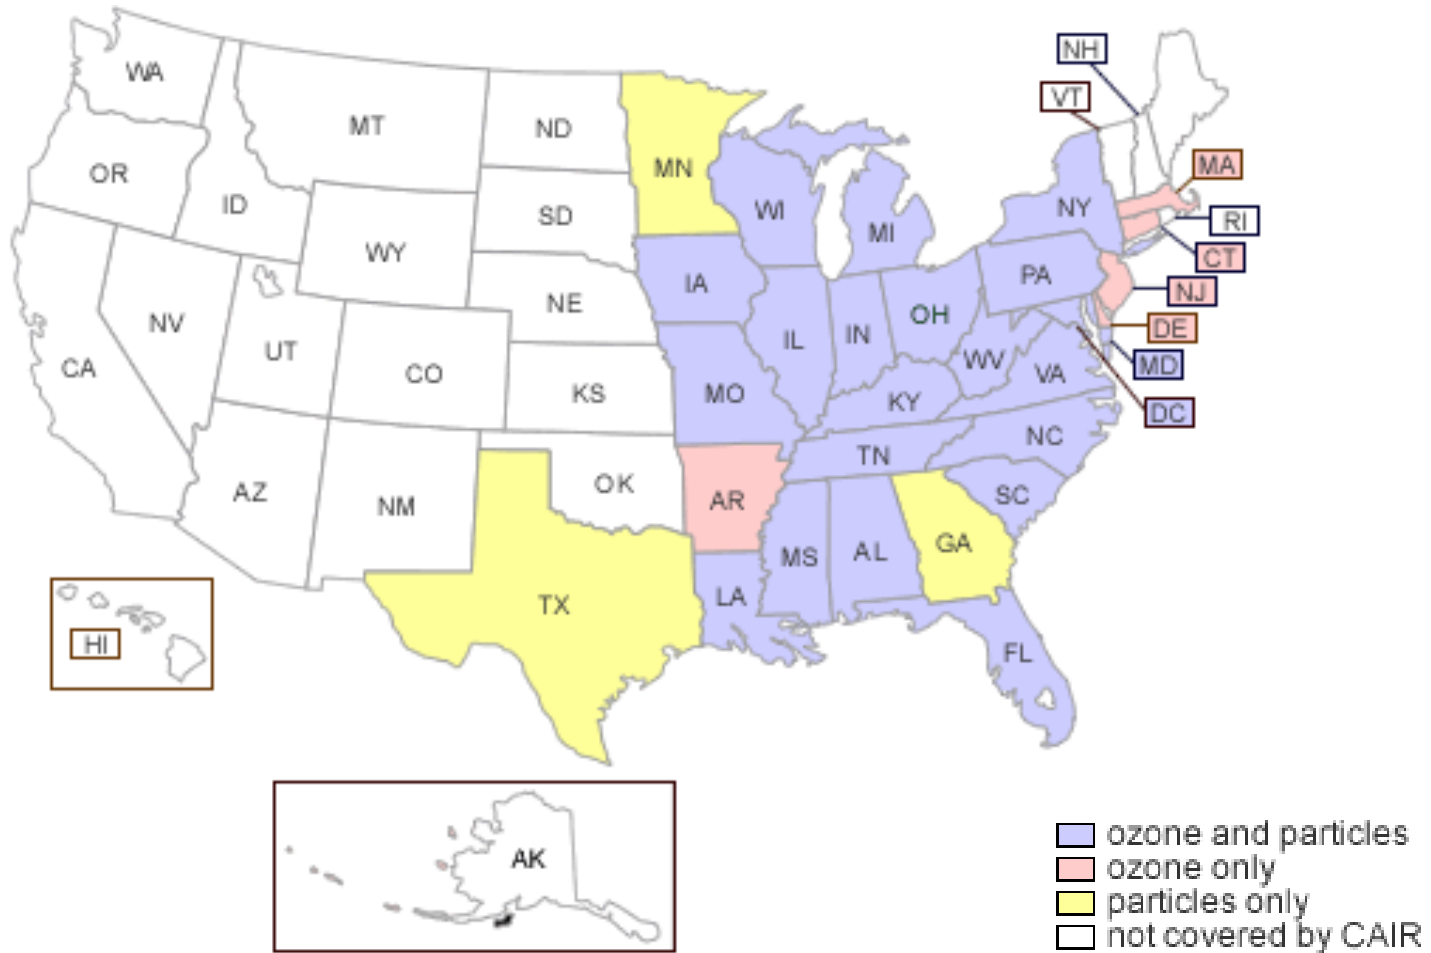 NH
WA
VT
MT
ND
MN
MA
OR
ID
SD
WI
NY
RI
WY
MI
CT
PA
IA
NJ
NE
NV
OH
DE
IL
IN
UT
WV
MD
CA
CO
VA
MO
KS
KY
DC
NC
TN
OK
AZ
SC
NM
AR
GA
MS
AL
LA
TX
HI
FL
AK
ozone and particles
ozone only
particles only
not covered by CAIR